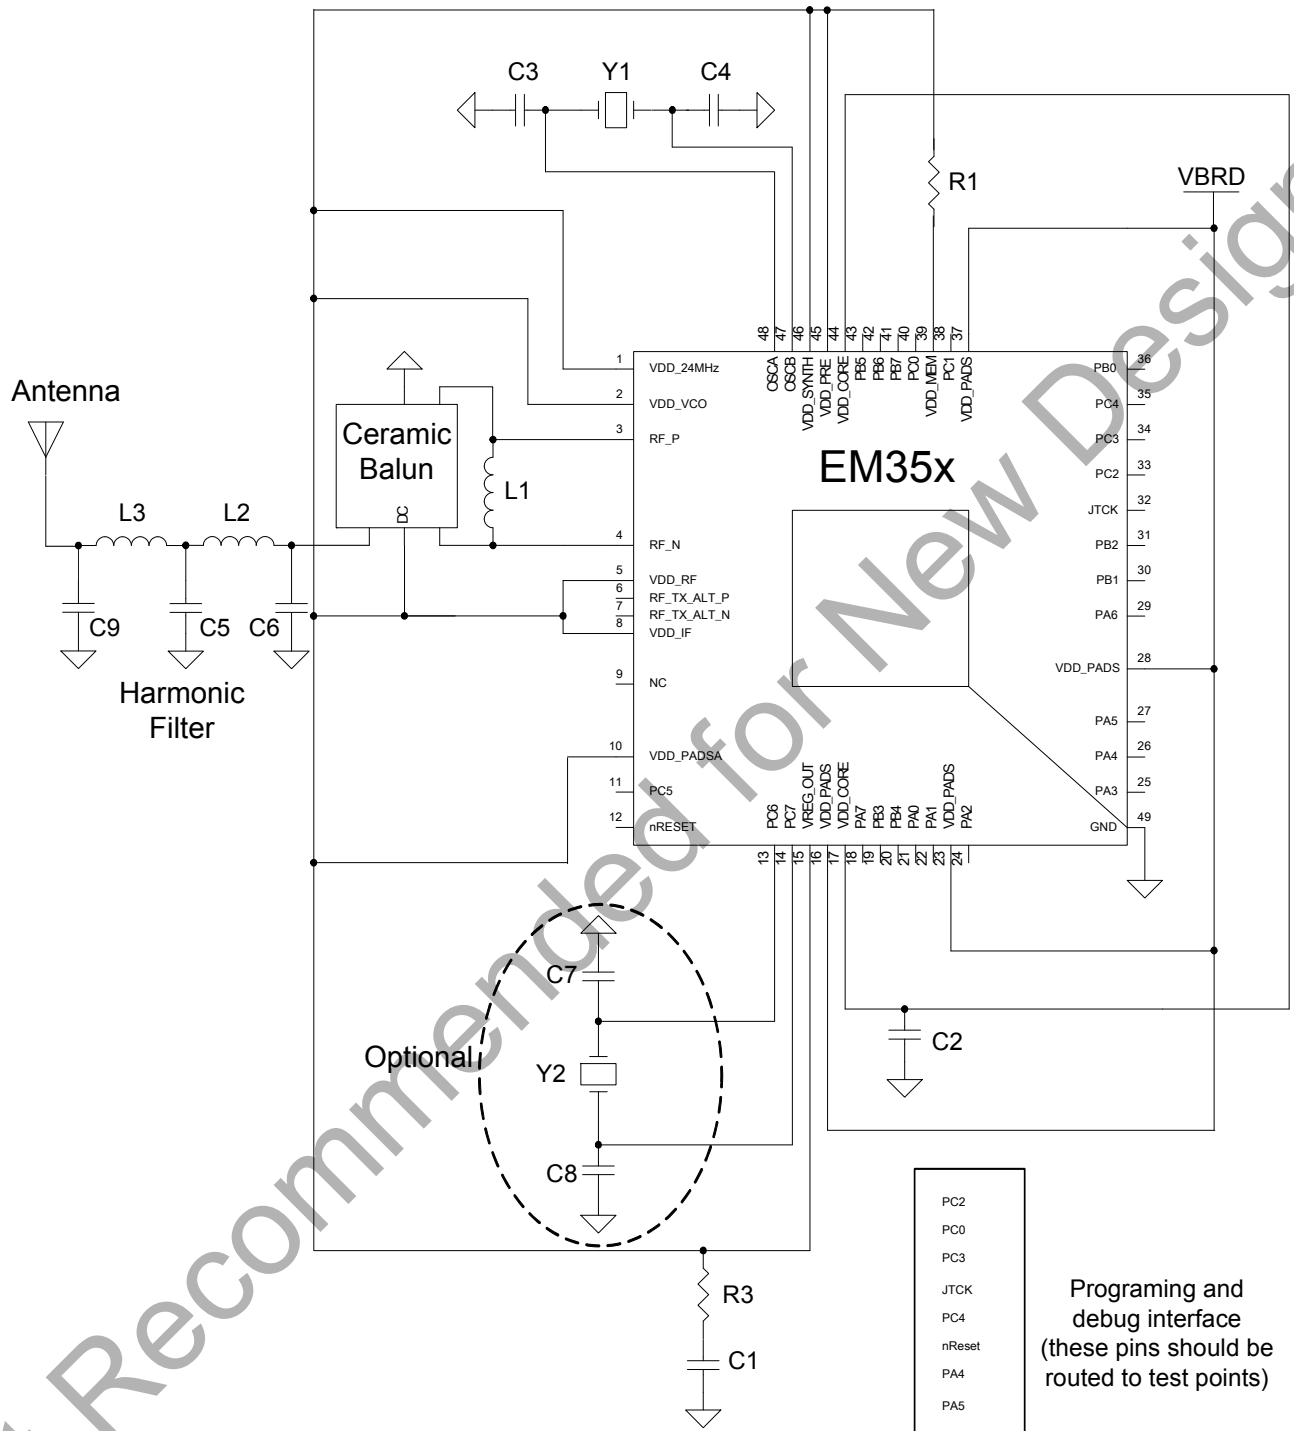 C3
Y1
C4
R1
VBRD
48
47
46
45
44
43
42
41
40
39
38
37
OSCA
OSCB
VDD_SYNTH
VDD_PRE
VDD_CORE
PB5
PB6
PB7
PC0
VDD_MEM
PC1
VDD_PADS
Antenna
Ceramic
Balun
DC
L1
L3
L2
C9
C5
C6
Harmonic
Filter
EM35x
1
VDD_24MHz
2
VDD_VCO
3
RF_P
4
RF_N
5
VDD_RF
6
RF_TX_ALT_P
7
RF_TX_ALT_N
8
VDD_IF
9
NC
10
VDD_PADSA
11
PC5
12
nRESET
PB0
36
PC4
35
PC3
34
PC2
33
JTCK
32
PB2
31
PB1
30
PA6
29
VDD_PADS
28
PA5
27
PA4
26
PA3
25
GND
49
PC6
PC7
VREG_OUT
VDD_PADS
VDD_CORE
PA7
PB3
PB4
PA0
PA1
VDD_PADS
PA2
13
14
15
16
17
18
19
20
21
22
23
24
C7
Optional
Y2
C8
C2
R3
C1
PC2
PC0
PC3
JTCK
PC4
nReset
PA4
PA5
Programing and
debug interface
(these pins should be
routed to test points)
Recommended for New Design